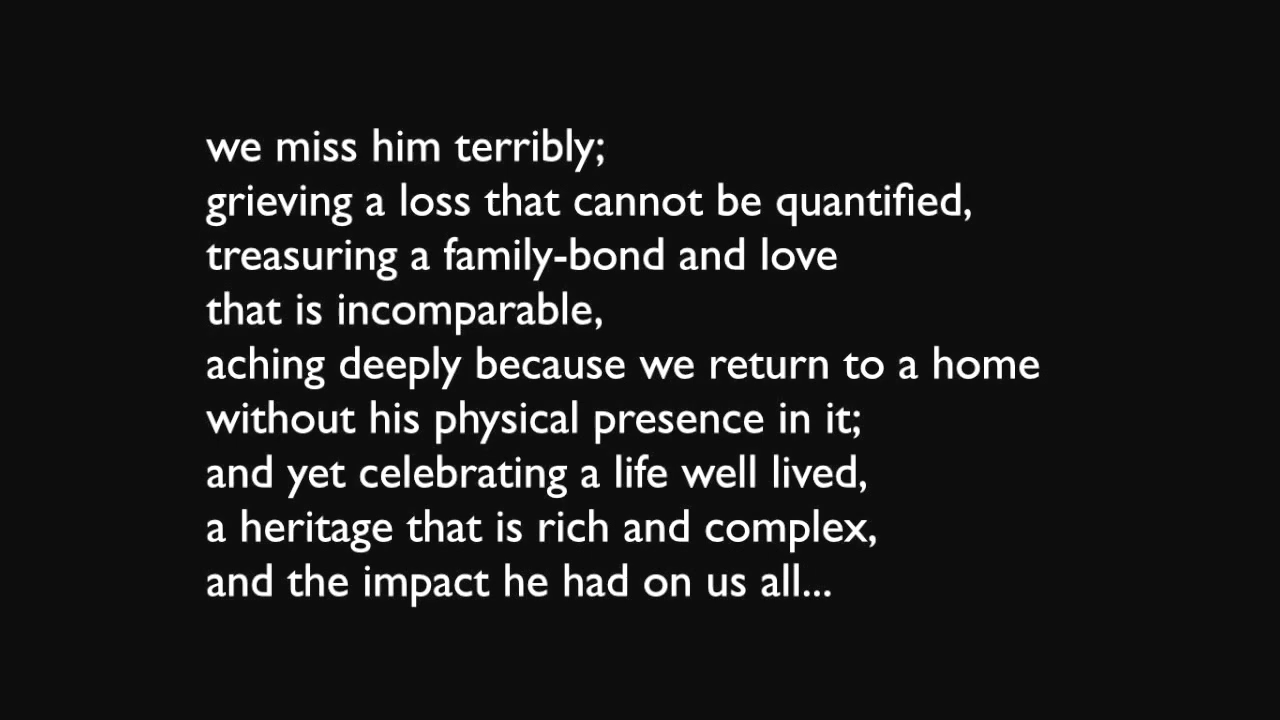 we miss him terribly;
grieving a loss that cannot be quantified,
treasuring a family-bond and love
that is incomparable,
aching deeply because we return to a home
without his physical presence in it;
and yet celebrating a life well lived,
a heritage that is rich and complex,
and the impact he had on us all...